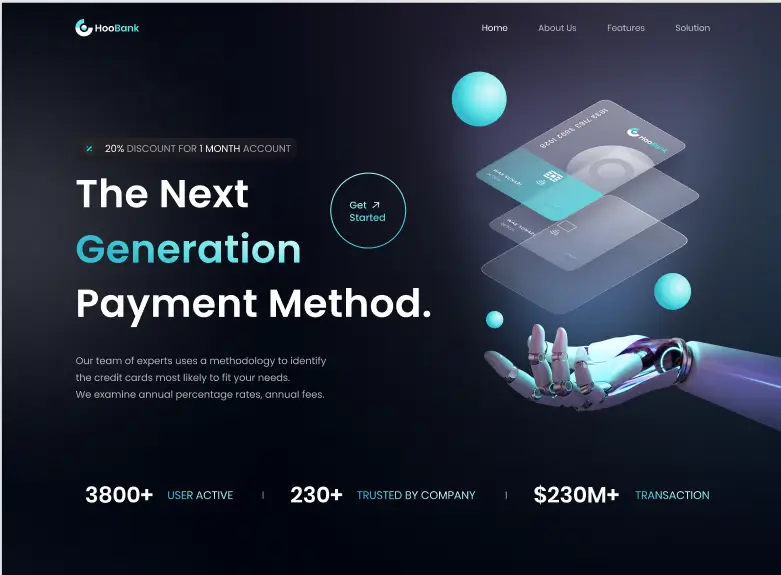 HooBank
Home
About Us
Features
Solution
20% DISCOUNT FOR 1 MONTH ACCOUNT
The Next
Generation
Payment Method.
Get
Started
HooBank
Our team of experts uses a methodology to identify
the credit cards most likely to fit your needs.
We examine annual percentage rates, annual fees.
3800+ USER ACTIVE
230+ TRUSTED BY COMPANY
$230M+ TRANSACTION